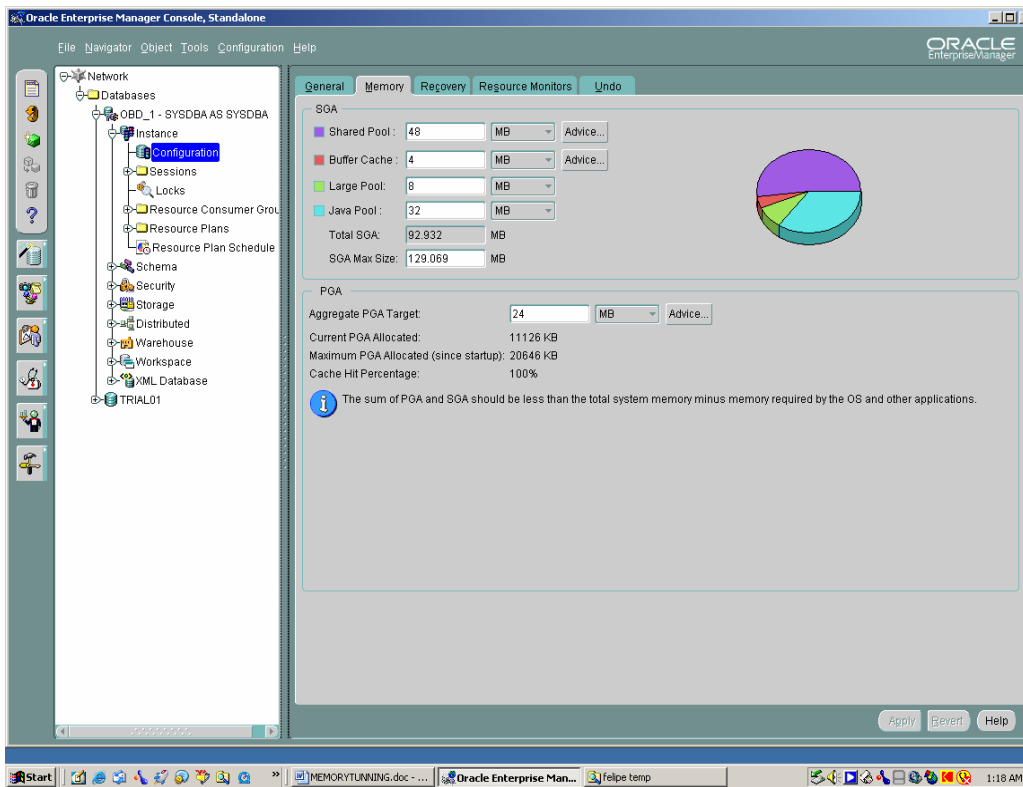 Oracle Enterprise Manager Console, Standalone
File Navigator Object Tools Configuration Help
ORACLE
EnterpriseManager
Network
Databases
OBD_1 - SYSDBA AS SYSDBA
Instance
Configuration
Sessions
Locks
Resource Consumer Grou
Resource Plans
Resource Plan Schedule
Schema
Security
Storage
Distributed
Warehouse
Workspace
XML Database
TRIAL01
General Memory Recovery Resource Monitors Undo
SGA
Shared Pool : 48 MB Advice...
Buffer Cache : 4 MB Advice...
Large Pool: 8 MB
Java Pool : 32 MB
Total SGA: 92.932 MB
SGA Max Size: 129.069 MB
PGA
Aggregate PGA Target: 24 MB Advice...
Current PGA Allocated: 11126 KB
Maximum PGA Allocated (since startup): 20646 KB
Cache Hit Percentage: 100%
The sum of PGA and SGA should be less than the total system memory minus memory required by the OS and other applications.
Apply Revert Help
Start » MEMORYTUNNING.doc - ... Oracle Enterprise Man... felipe temp 1:18 AM